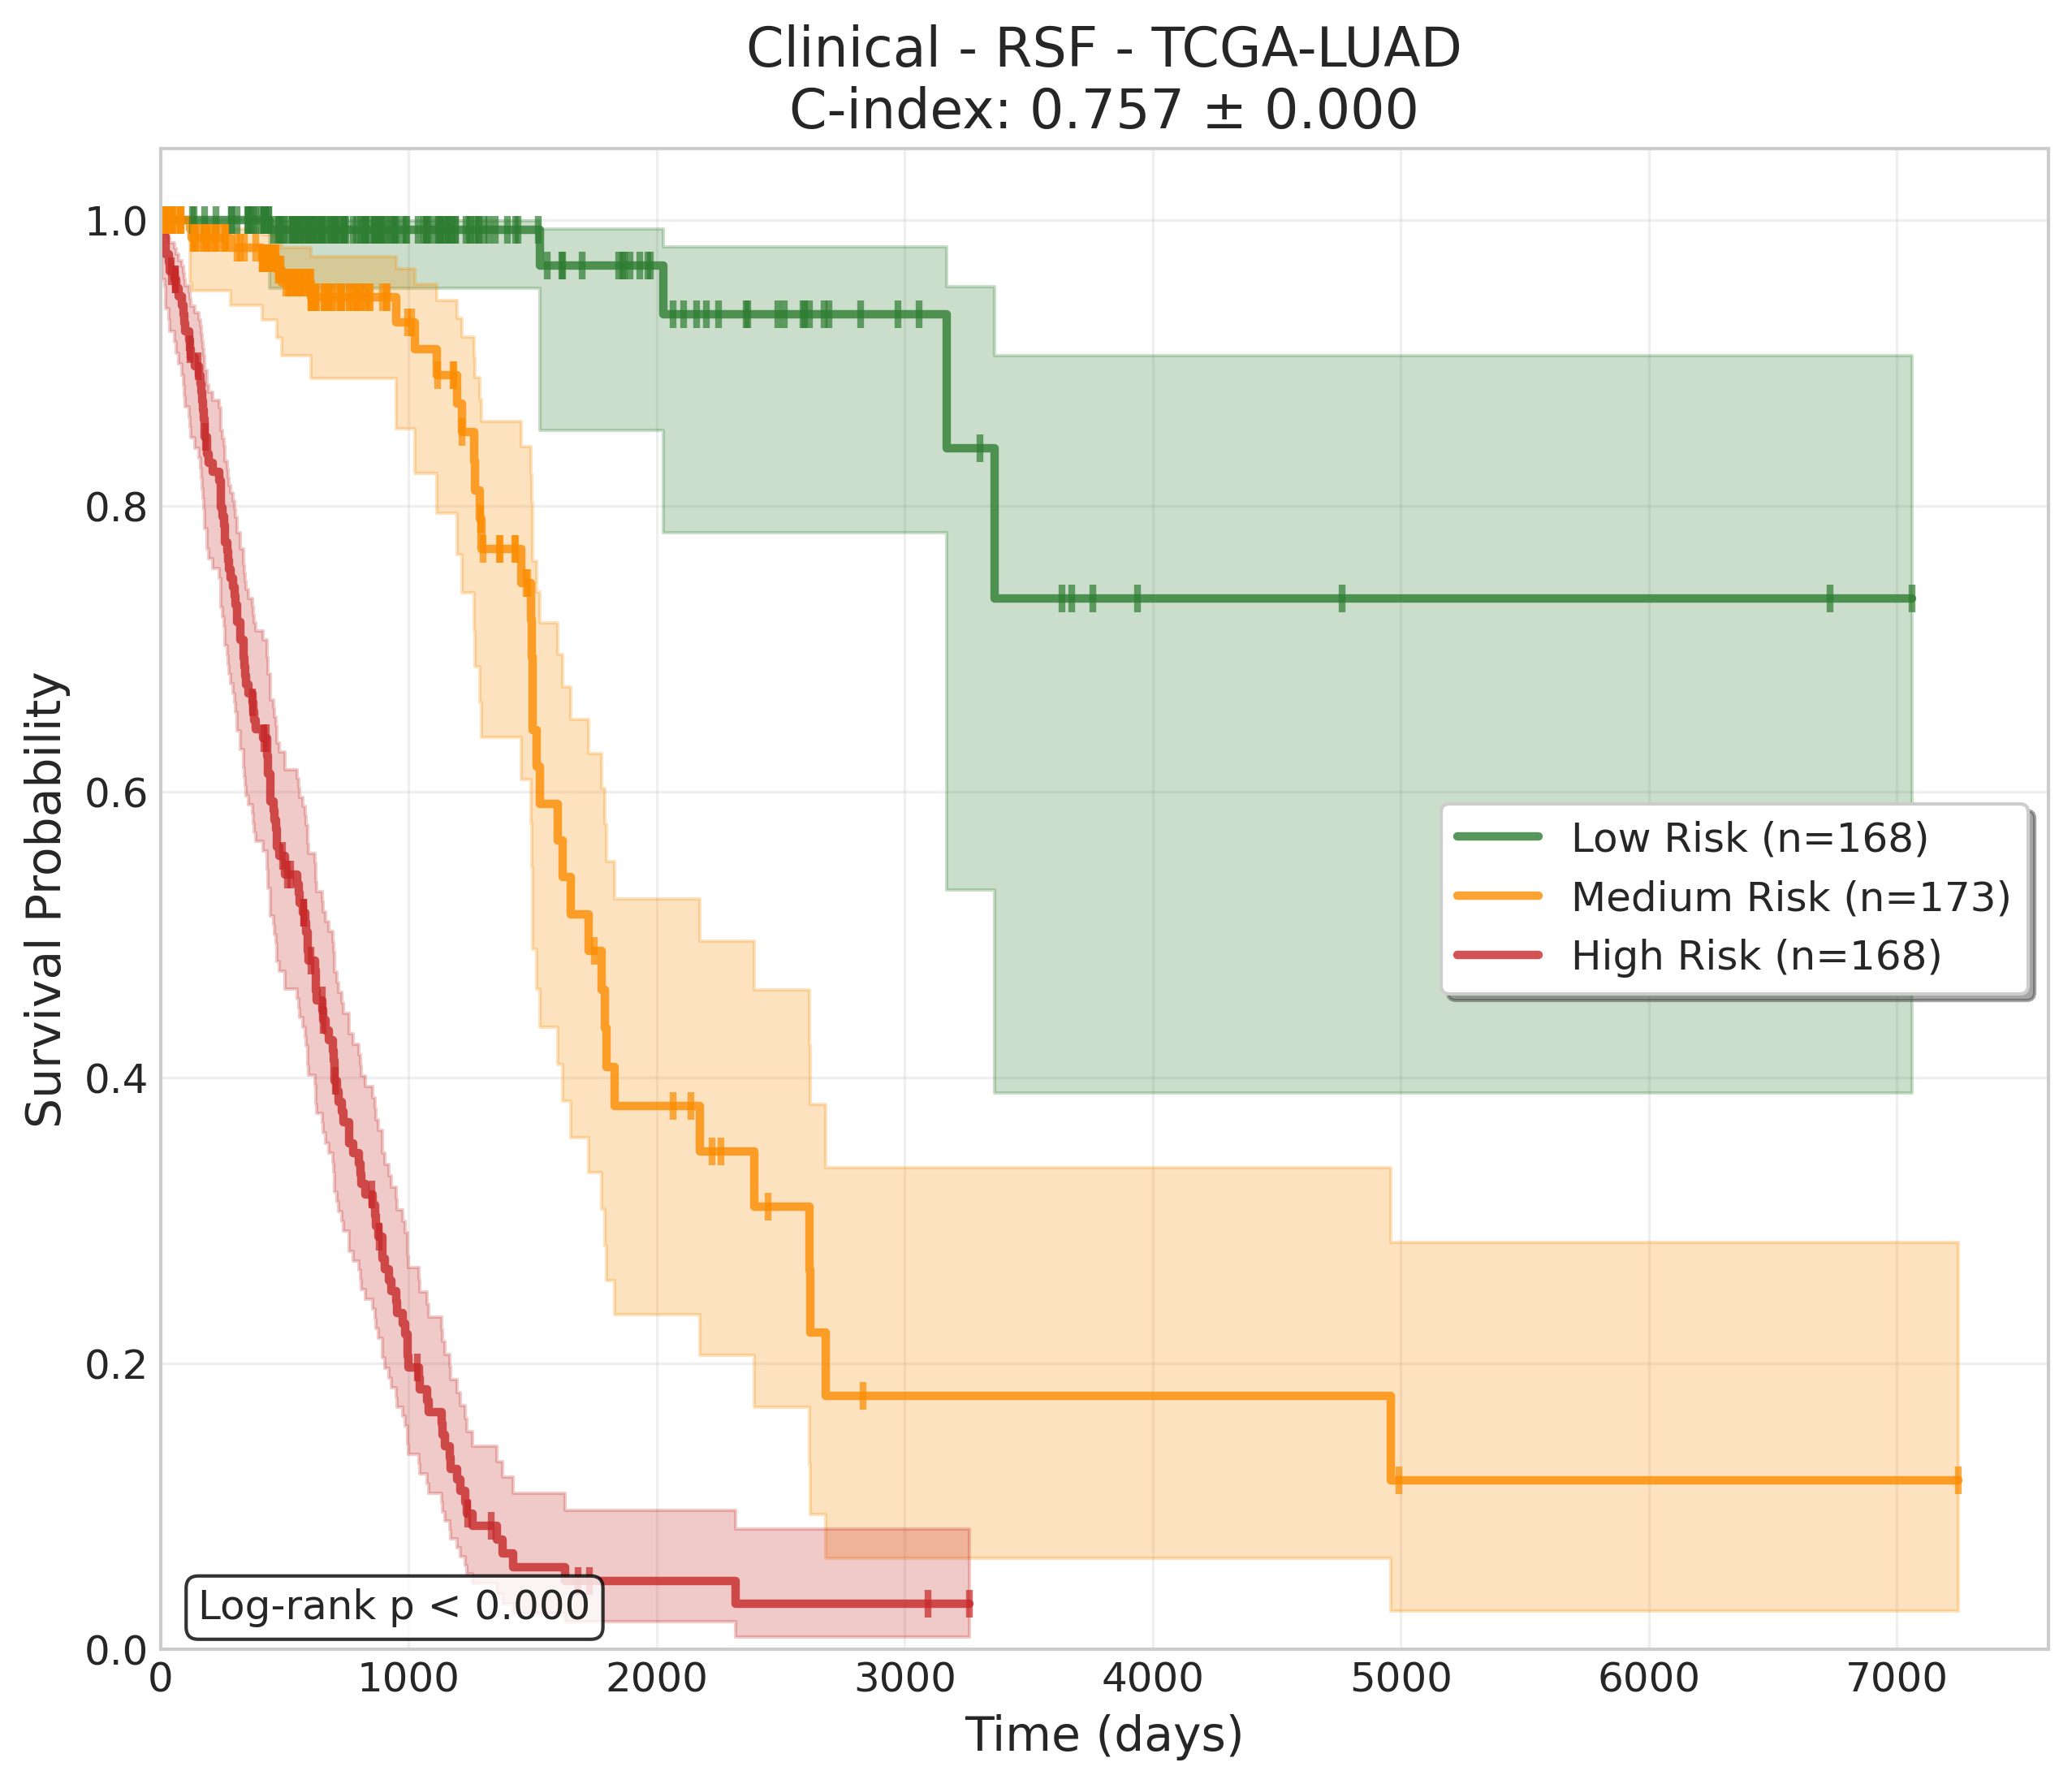 Clinical - RSF - TCGA-LUAD
C-index: 0.757 ± 0.000
Survival Probability
1.0
0.8
0.6
0.4
0.2
0.0
Low Risk (n=168)
Medium Risk (n=173)
High Risk (n=168)
Log-rank p < 0.000
0 1000 2000 3000 4000 5000 6000 7000
Time (days)